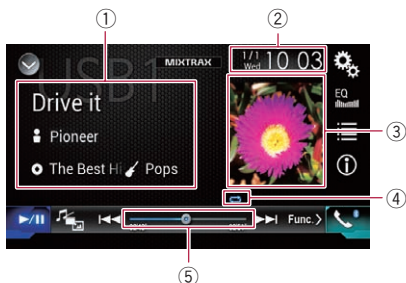 ①
②
USB1
MIXTRAX
1/1
Wed
10 03
Drive it
Pioneer
The Best Hi
Pops
EQ
③
④
Func.
⑤